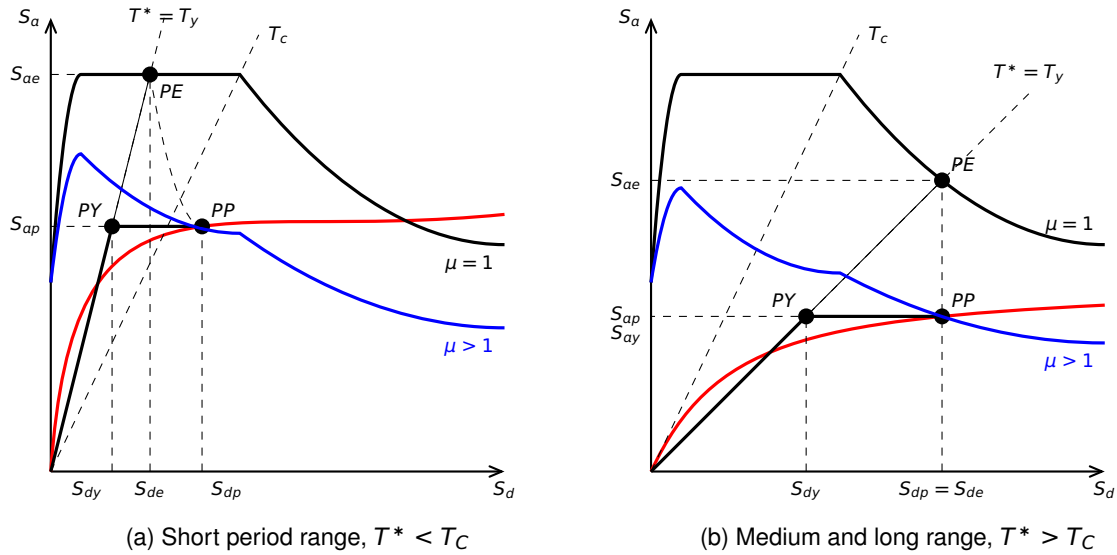 S_a
T* = T_y
T_c
S_ae
PE
PY
PP
S_ap
μ = 1
μ > 1
S_dy
S_de
S_dp
S_d
(a) Short period range, T* < T_C
S_a
T_c
T* = T_y
PE
S_ae
μ = 1
PY
PP
S_ap
S_ay
μ > 1
S_dy
S_dp = S_de
S_d
(b) Medium and long range, T* > T_C